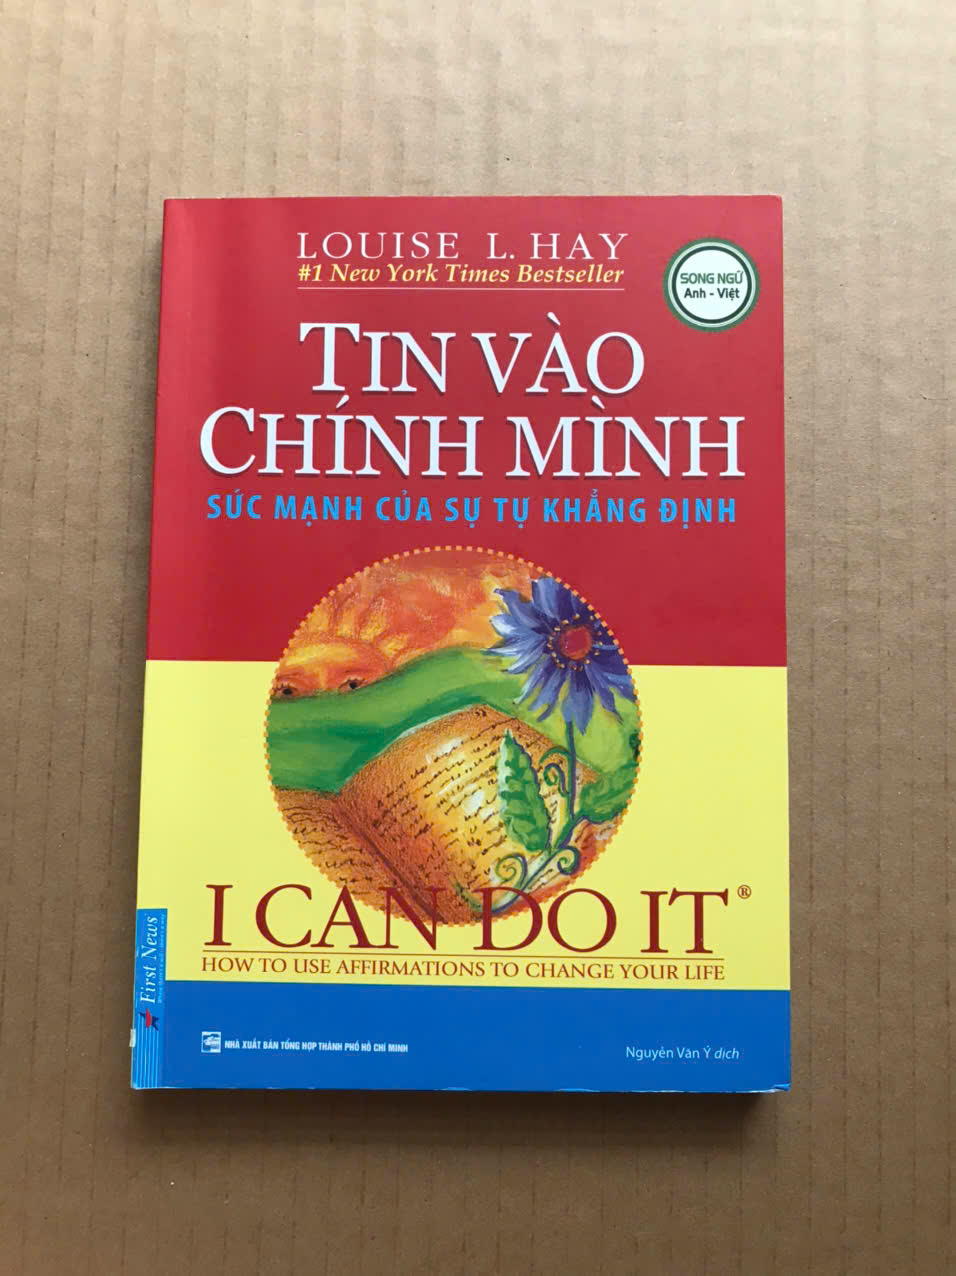 LOUISE L. HAY
#1 New York Times Bestseller
SONG NGỮ
Anh - Việt
TIN VÀO
CHÍNH MÌNH
SỨC MẠNH CỦA SỰ TỰ KHẲNG ĐỊNH
I CAN DO IT®
HOW TO USE AFFIRMATIONS TO CHANGE YOUR LIFE
First News
NHÀ XUẤT BẢN TỔNG HỢP THÀNH PHỐ HỒ CHÍ MINH
Nguyễn Văn Ý dịch